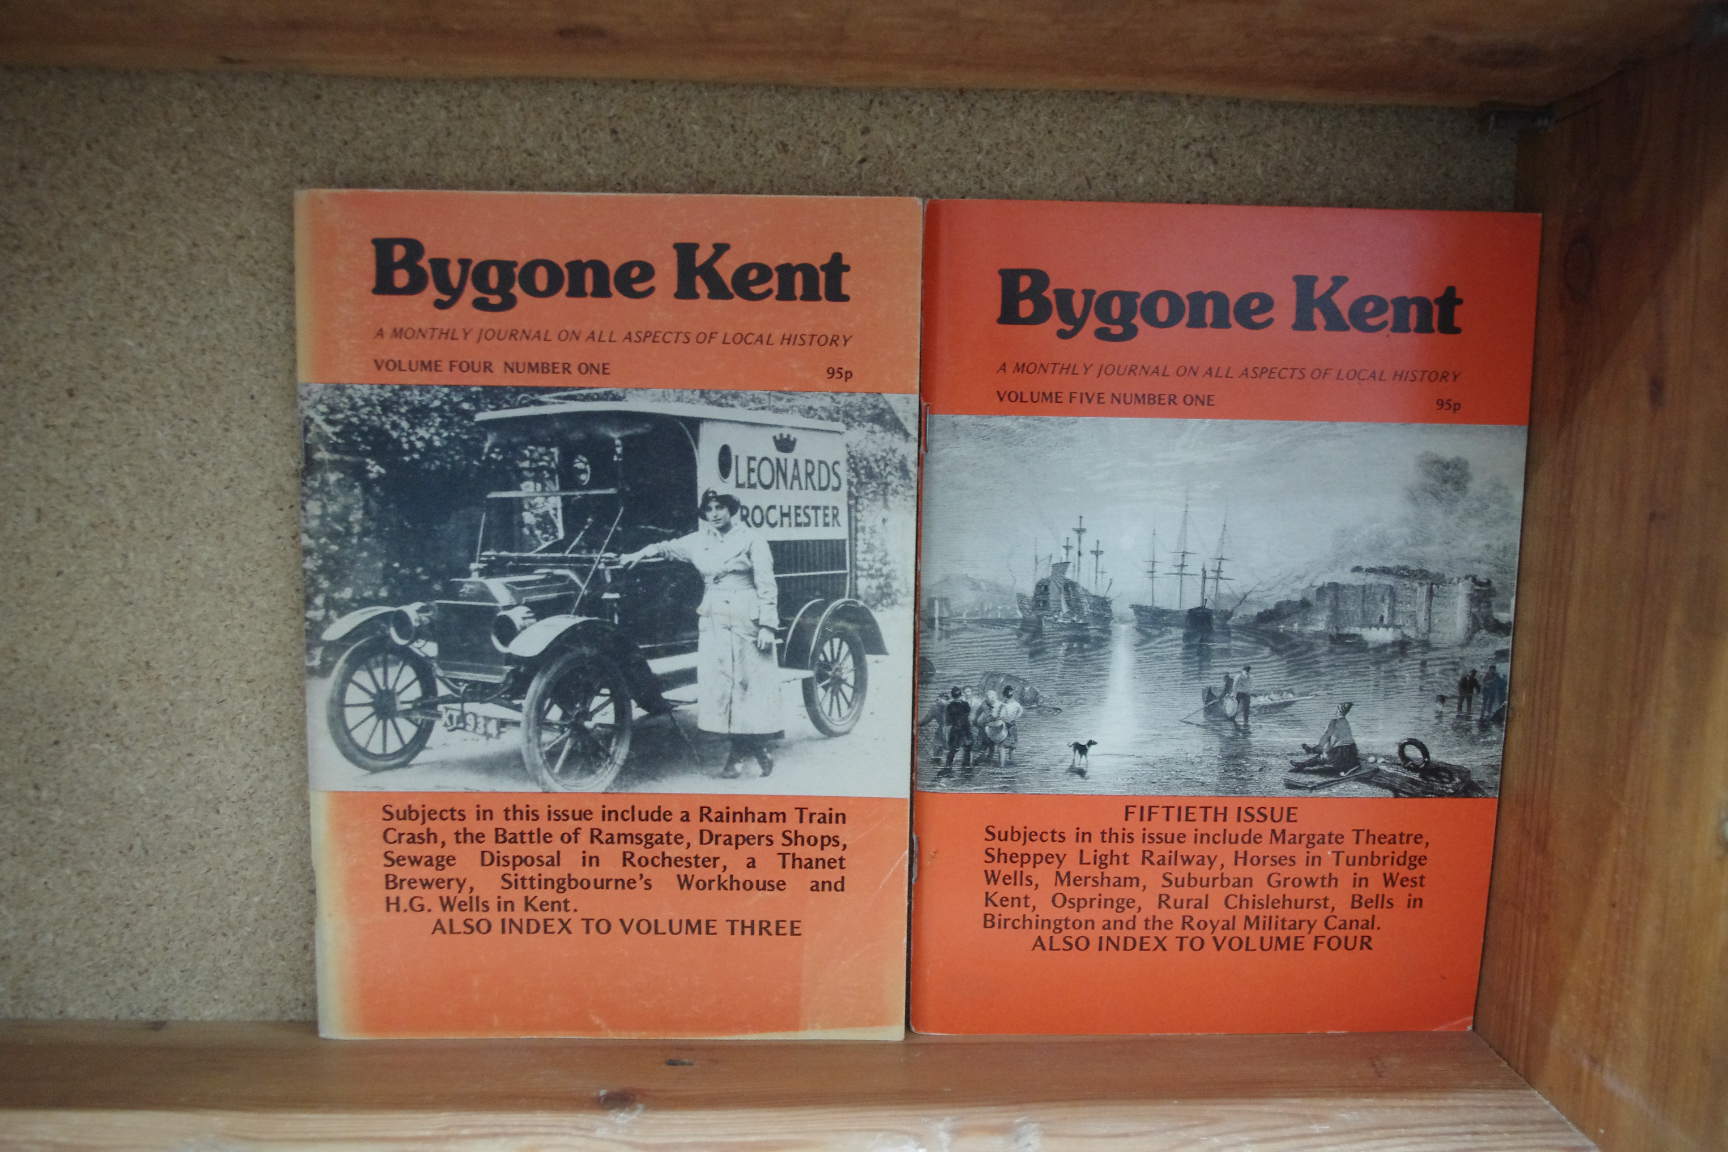 Bygone Kent
A MONTHLY JOURNAL ON ALL ASPECTS OF LOCAL HISTORY
VOLUME FOUR NUMBER ONE 95p
LEONARDS
ROCHESTER
KT 934
Subjects in this issue include a Rainham Train
Crash, the Battle of Ramsgate, Drapers Shops,
Sewage Disposal in Rochester, a Thanet
Brewery, Sittingbourne's Workhouse and
H.G. Wells in Kent.
ALSO INDEX TO VOLUME THREE
Bygone Kent
A MONTHLY JOURNAL ON ALL ASPECTS OF LOCAL HISTORY
VOLUME FIVE NUMBER ONE 95p
FIFTIETH ISSUE
Subjects in this issue include Margate Theatre,
Sheppey Light Railway, Horses in Tunbridge
Wells, Mersham, Suburban Growth in West
Kent, Ospringe, Rural Chislehurst, Bells in
Birchington and the Royal Military Canal.
ALSO INDEX TO VOLUME FOUR